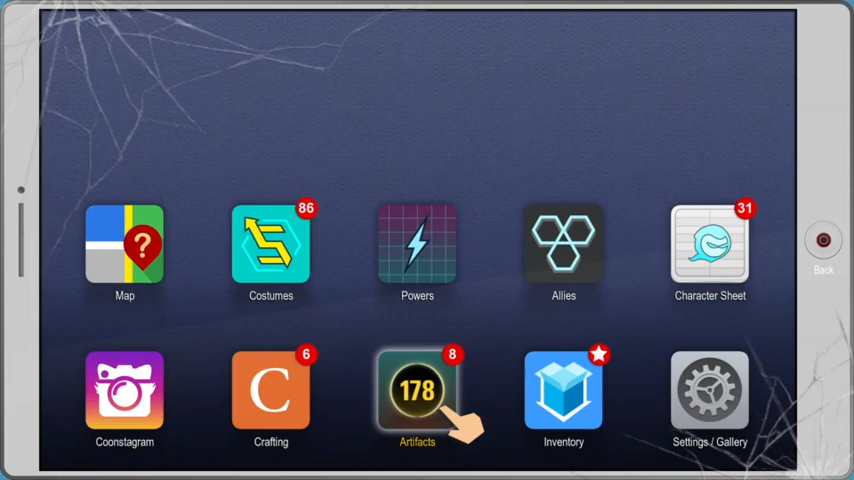 86
31
?
Map
Costumes
Powers
Allies
Character Sheet
Back
6
8
C
178
Coonstagram
Crafting
Artifacts
Inventory
Settings / Gallery